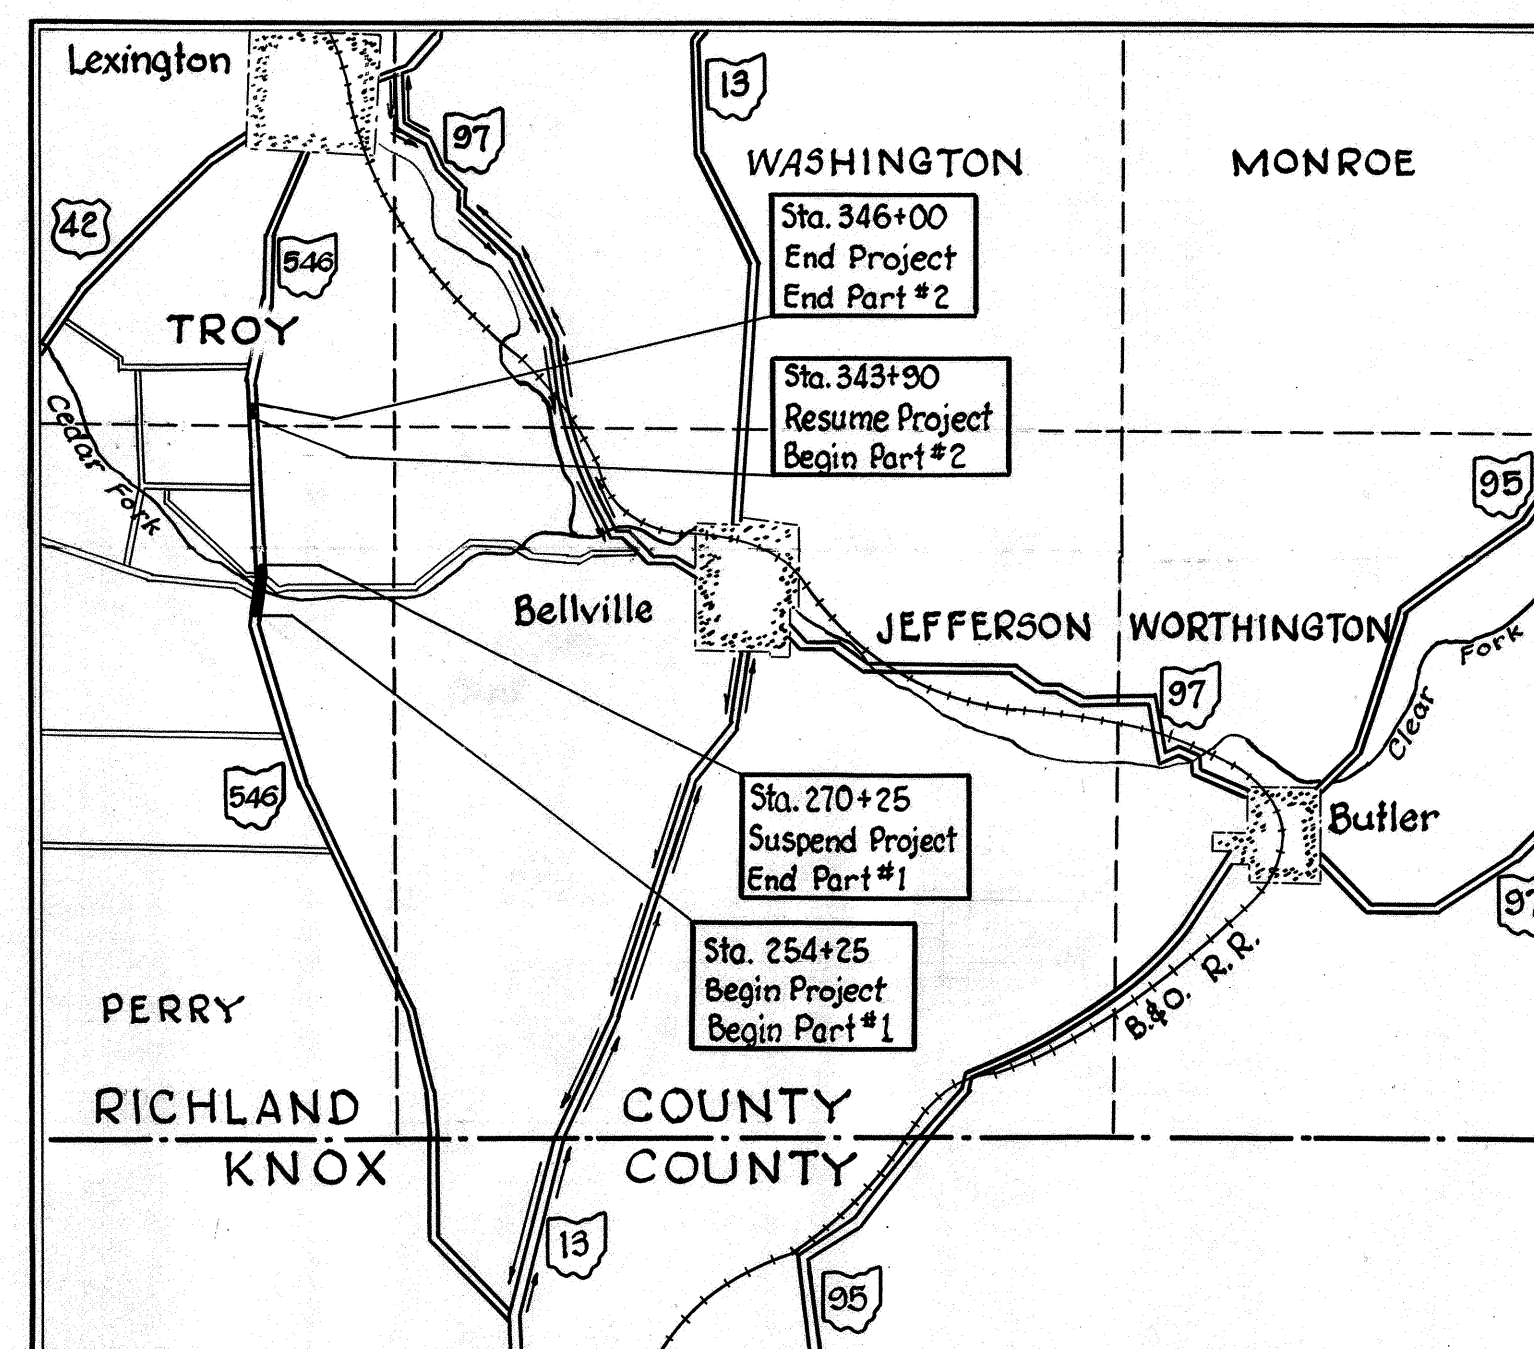 Lexington
13
97
WASHINGTON
MONROE
42
546
Sta. 346+00
End Project
End Part #2
TROY
Sta. 343+90
Resume Project
Begin Part #2
Cedar Fork
95
Bellville
JEFFERSON
WORTHINGTON
Fork
97
Clear
546
Sta. 270+25
Suspend Project
End Part #1
Butler
97
Sta. 254+25
Begin Project
Begin Part #1
B.&O. R.R.
PERRY
RICHLAND COUNTY
KNOX COUNTY
13
95